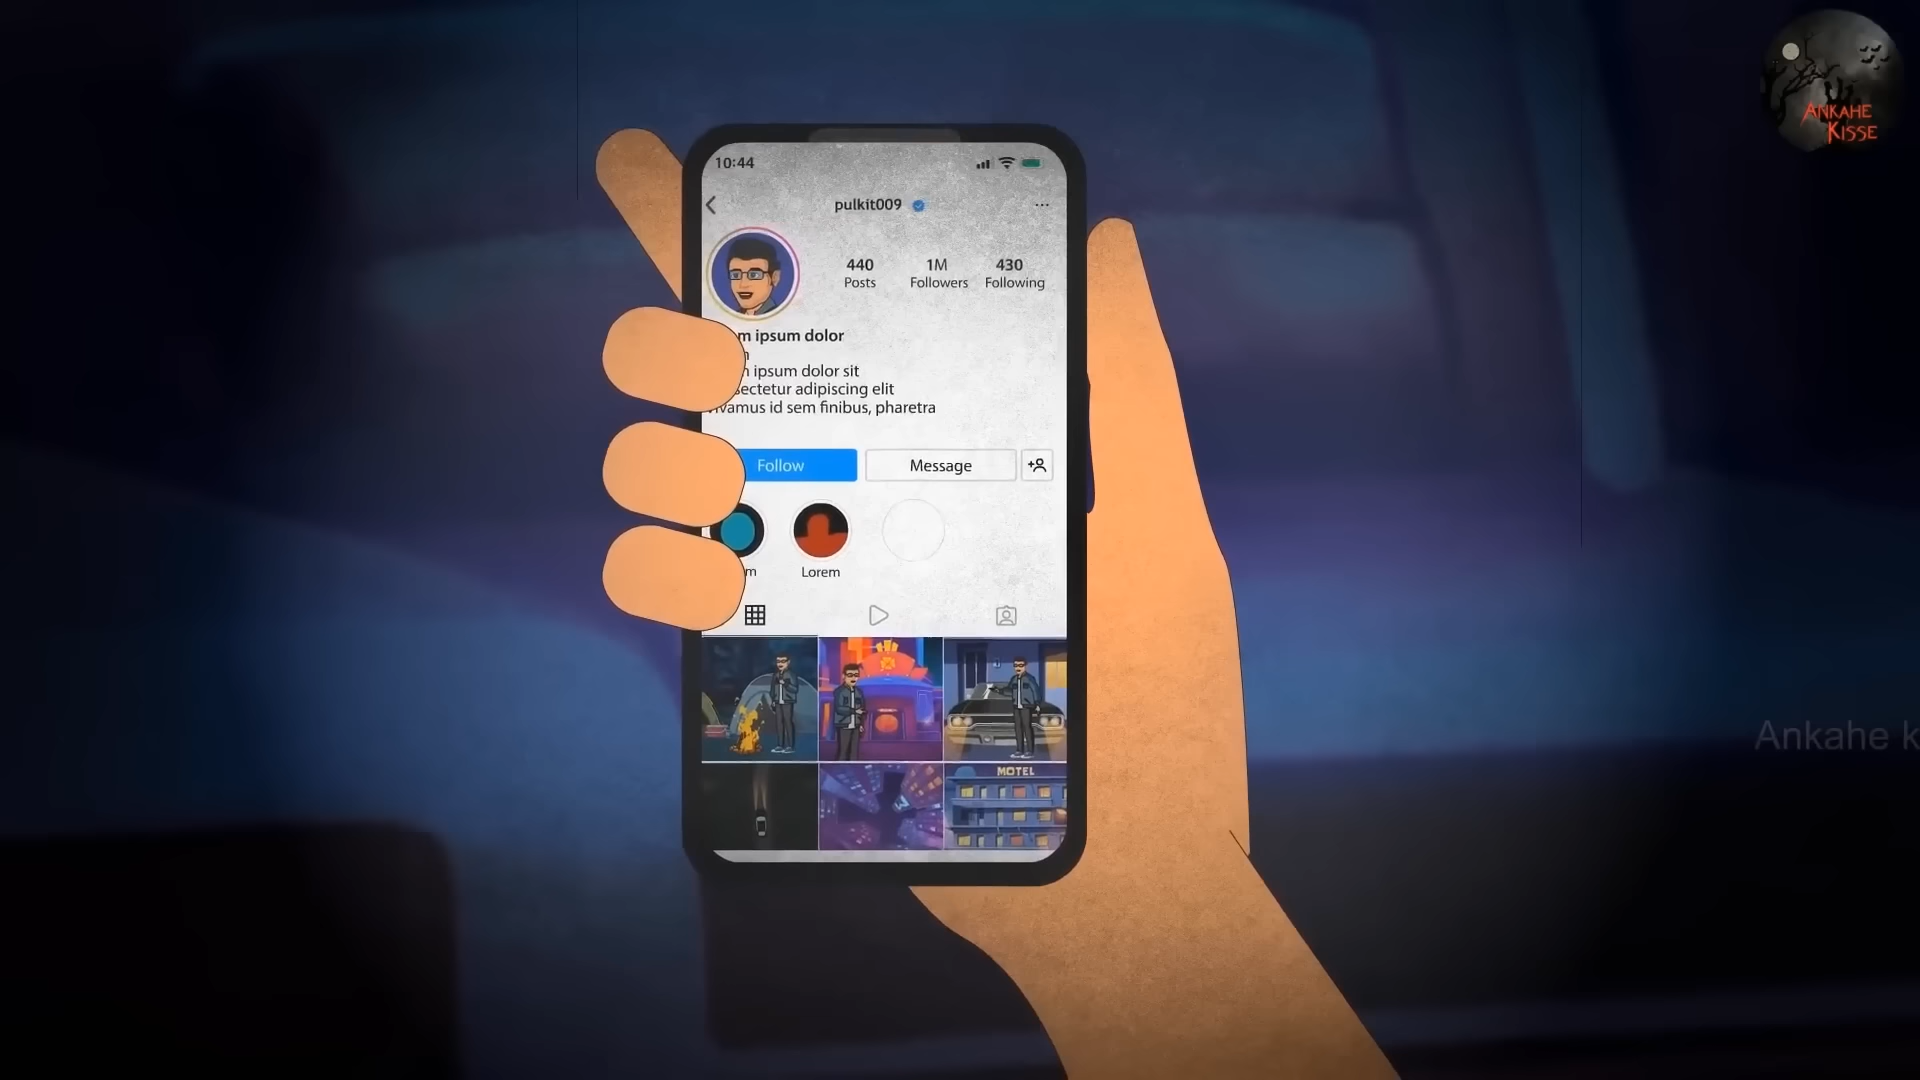 ANKAHE
KISSE
10:44
pulkit009
440
Posts
1M
Followers
430
Following
m ipsum dolor
ipsum dolor sit
sectetur adipiscing elit
vivamus id sem finibus, pharetra
Follow
Message
Lorem
MOTEL
Ankahe k